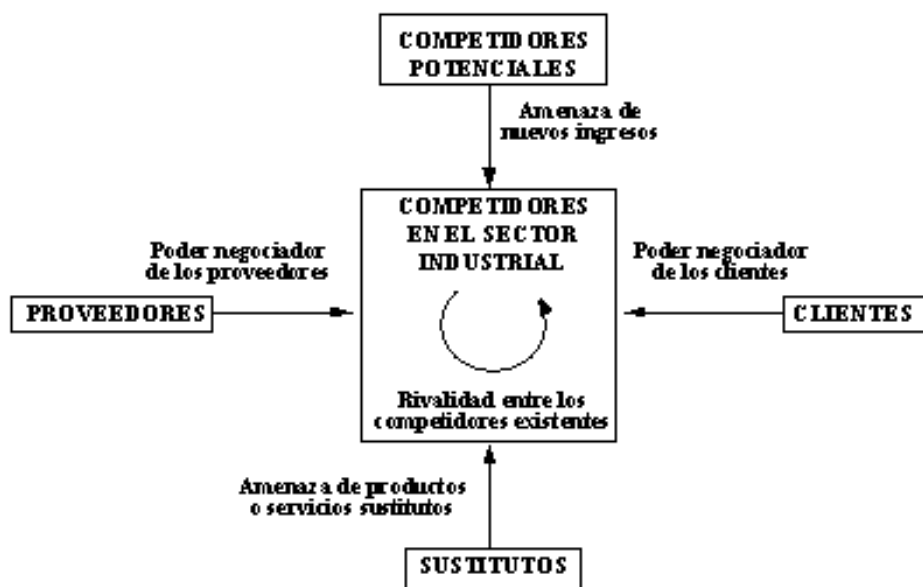 COMPETIDORES
POTENCIALES
Amenaza de
nuevos ingresos
COMPETIDORES
EN EL SECTOR
INDUSTRIAL
Poder negociador
de los proveedores
Poder negociador
de los clientes
PROVEEDORES
CLIENTES
Rivalidad entre los
competidores existentes
Amenaza de productos
o servicios sustitutos
SUSTITUTOS